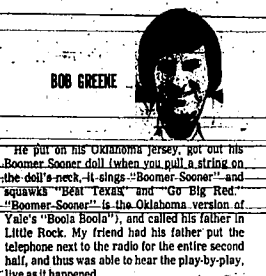 BOB GREENE
He put on his Oklahoma jersey, got out his
Boomer Sooner doll (when you pull a string on
the doll's neck, it sings "Boomer-Sooner" and
squawks "Beat Texas" and "Go Big Red."
"Boomer-Sooner" is the Oklahoma version of
Yale's "Boola Boola"), and called his father in
Little Rock. My friend had his father put the
telephone next to the radio for the entire second
half, and thus was able to hear the play-by-play,
live as it happened